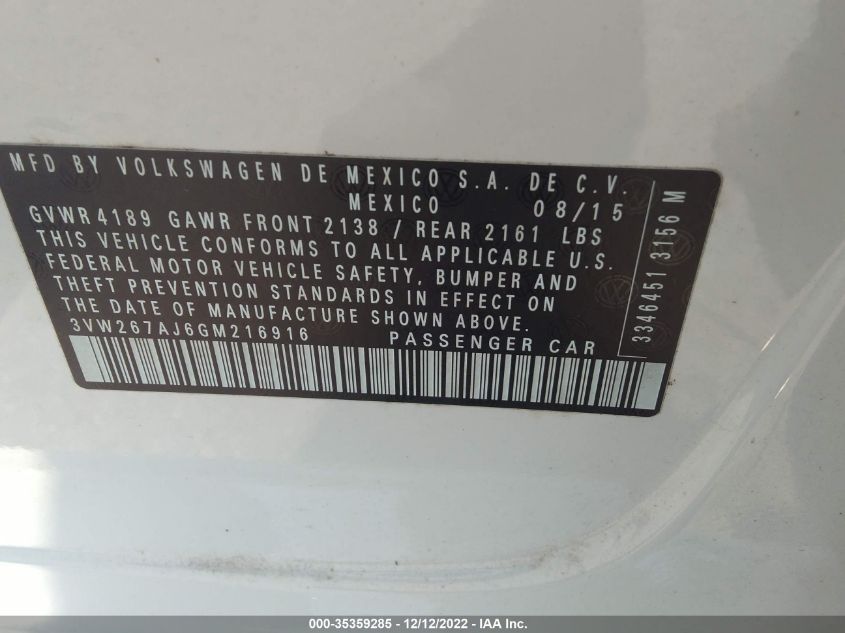 MFD BY VOLKSWAGEN DE MEXICO S.A. DE C.V.
MEXICO 08/15
GVWR 4189 GAWR FRONT 2138 / REAR 2161 LBS
THIS VEHICLE CONFORMS TO ALL APPLICABLE U.S.
FEDERAL MOTOR VEHICLE SAFETY, BUMPER AND
THEFT PREVENTION STANDARDS IN EFFECT ON
THE DATE OF MANUFACTURE SHOWN ABOVE.
3VW267AJ6GM216916 PASSENGER CAR
3346451 3156 M
000-35359285 - 12/12/2022 - IAA Inc.